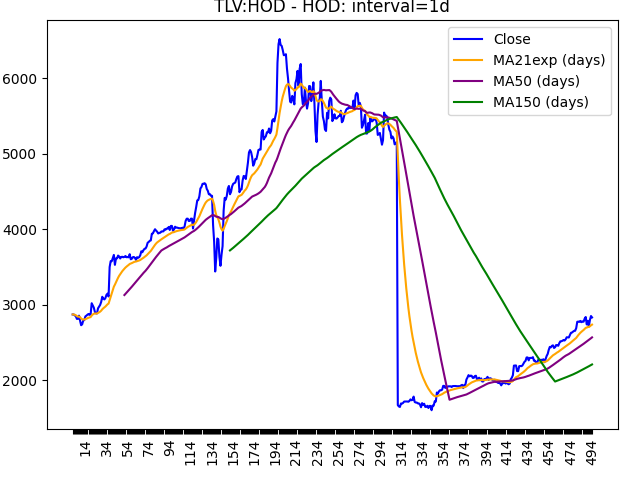 TLV:HOD - HOD: interval=1d
Close
MA21exp (days)
MA50 (days)
MA150 (days)
6000
5000
4000
3000
2000
14 34 54 74 94 114 134 154 174 194 214 234 254 274 294 314 334 354 374 394 414 434 454 474 494